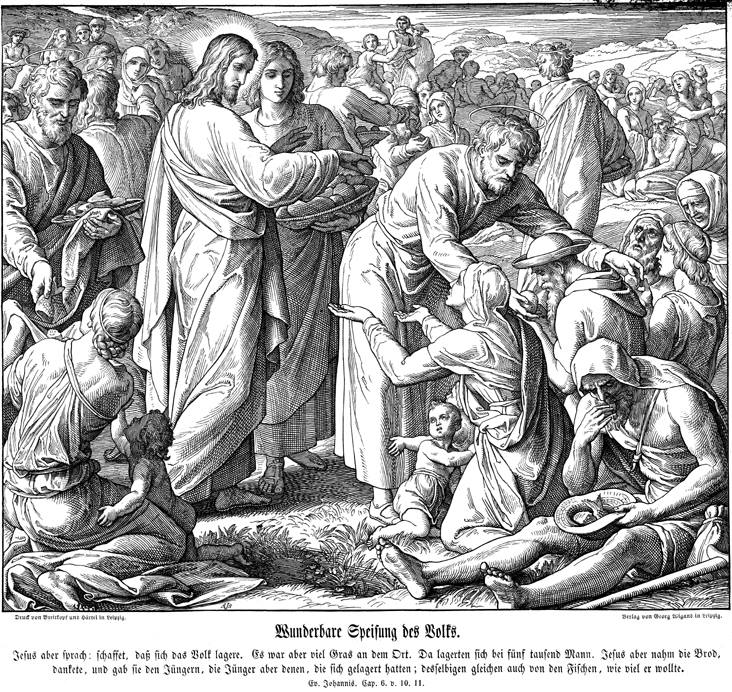 Druck von Breitkopf und Härtel in Leipzig.
Verlag von Georg Wigand in Leipzig.
Wunderbare Speisung des Volks.
Jesus aber sprach: schaffet, daß sich das Volk lagere. Es war aber viel Gras an dem Ort. Da lagerten sich bei fünf tausend Mann. Jesus aber nahm die Brod,
dankete, und gab sie den Jüngern, die Jünger aber denen, die sich gelagert hatten; desselbigen gleichen auch von den Fischen, wie viel er wollte.
Ev. Johannis. Cap. 6. v. 10. 11.